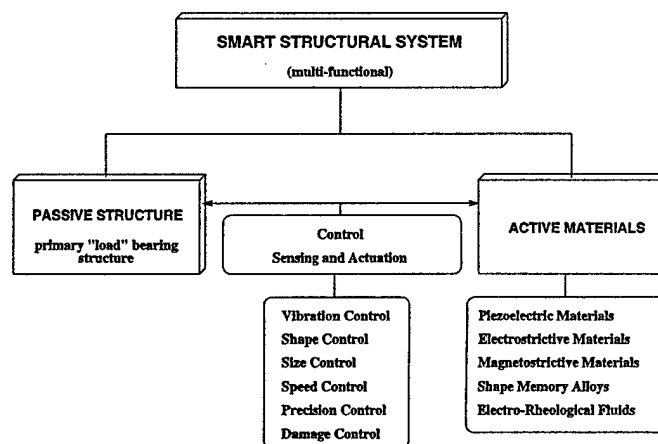 SMART STRUCTURAL SYSTEM
(multi-functional)
PASSIVE STRUCTURE
primary "load" bearing
structure
Control
Sensing and Actuation
ACTIVE MATERIALS
Vibration Control
Shape Control
Size Control
Speed Control
Precision Control
Damage Control
Piezoelectric Materials
Electrostrictive Materials
Magnetostrictive Materials
Shape Memory Alloys
Electro-Rheological Fluids